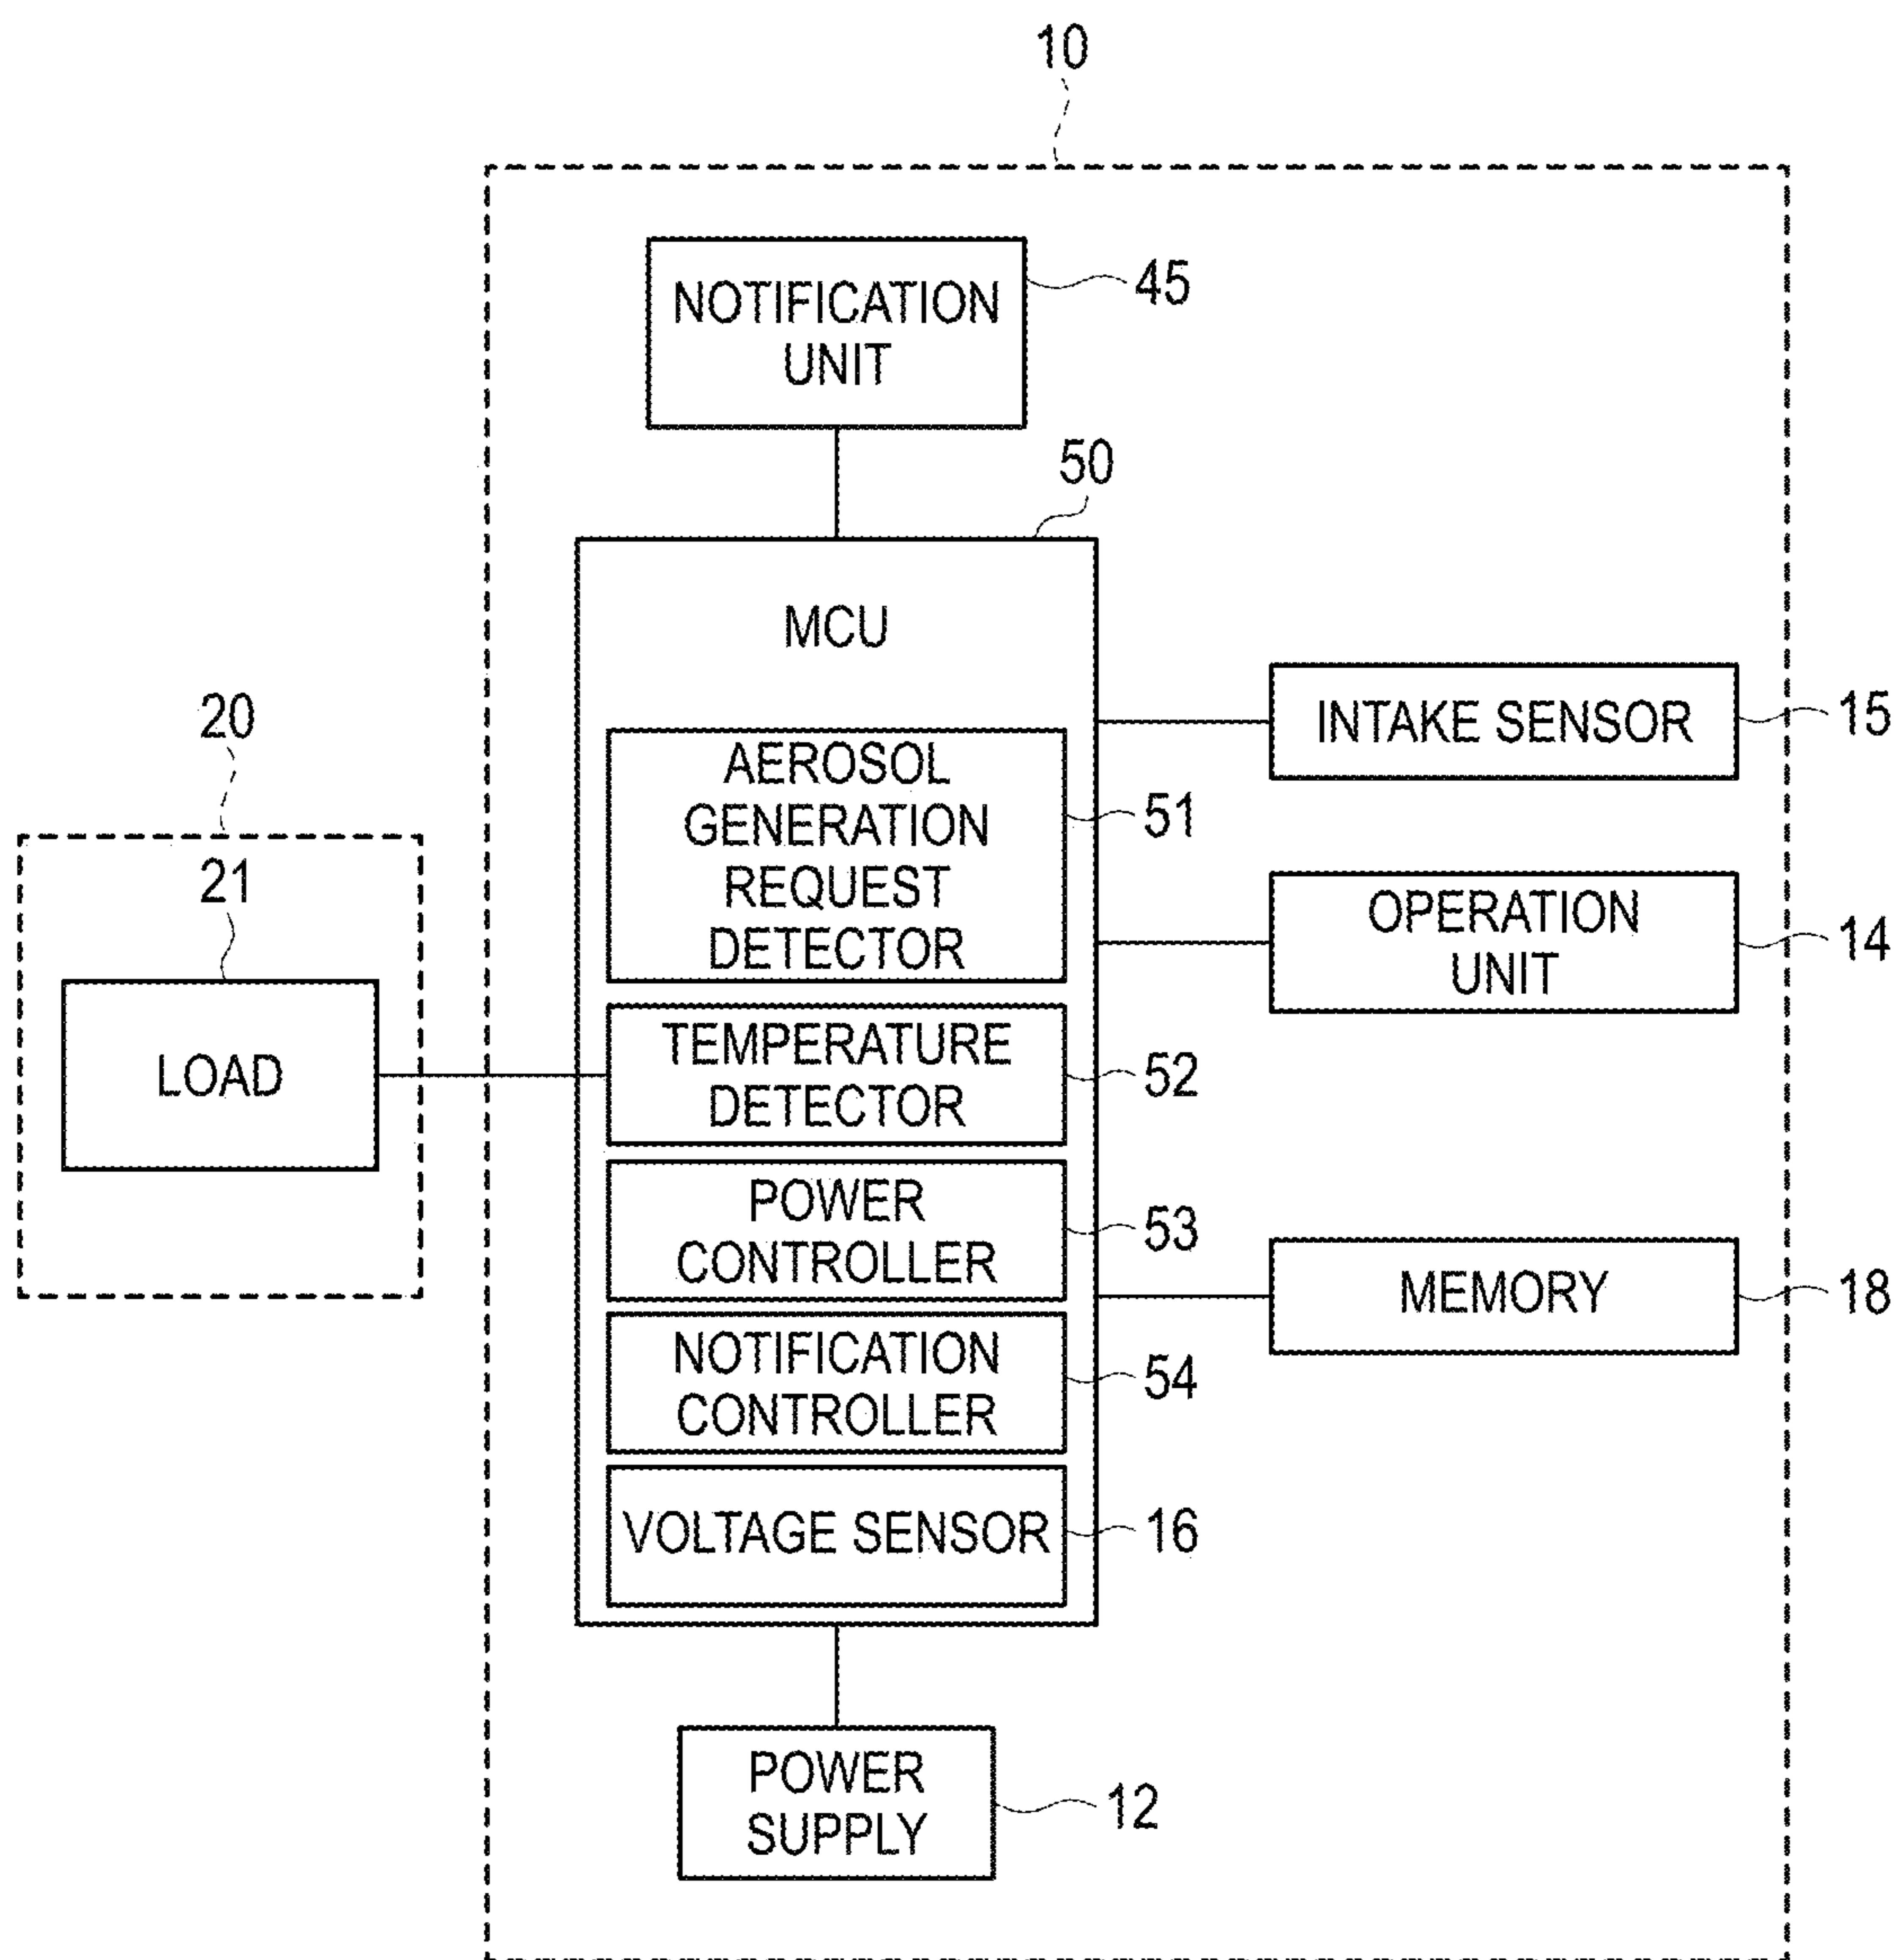 10
NOTIFICATION
UNIT
45
50
MCU
INTAKE SENSOR
15
20
21
AEROSOL
GENERATION
REQUEST
DETECTOR
51
OPERATION
UNIT
14
LOAD
TEMPERATURE
DETECTOR
52
POWER
CONTROLLER
53
MEMORY
18
NOTIFICATION
CONTROLLER
54
VOLTAGE SENSOR
16
POWER
SUPPLY
12